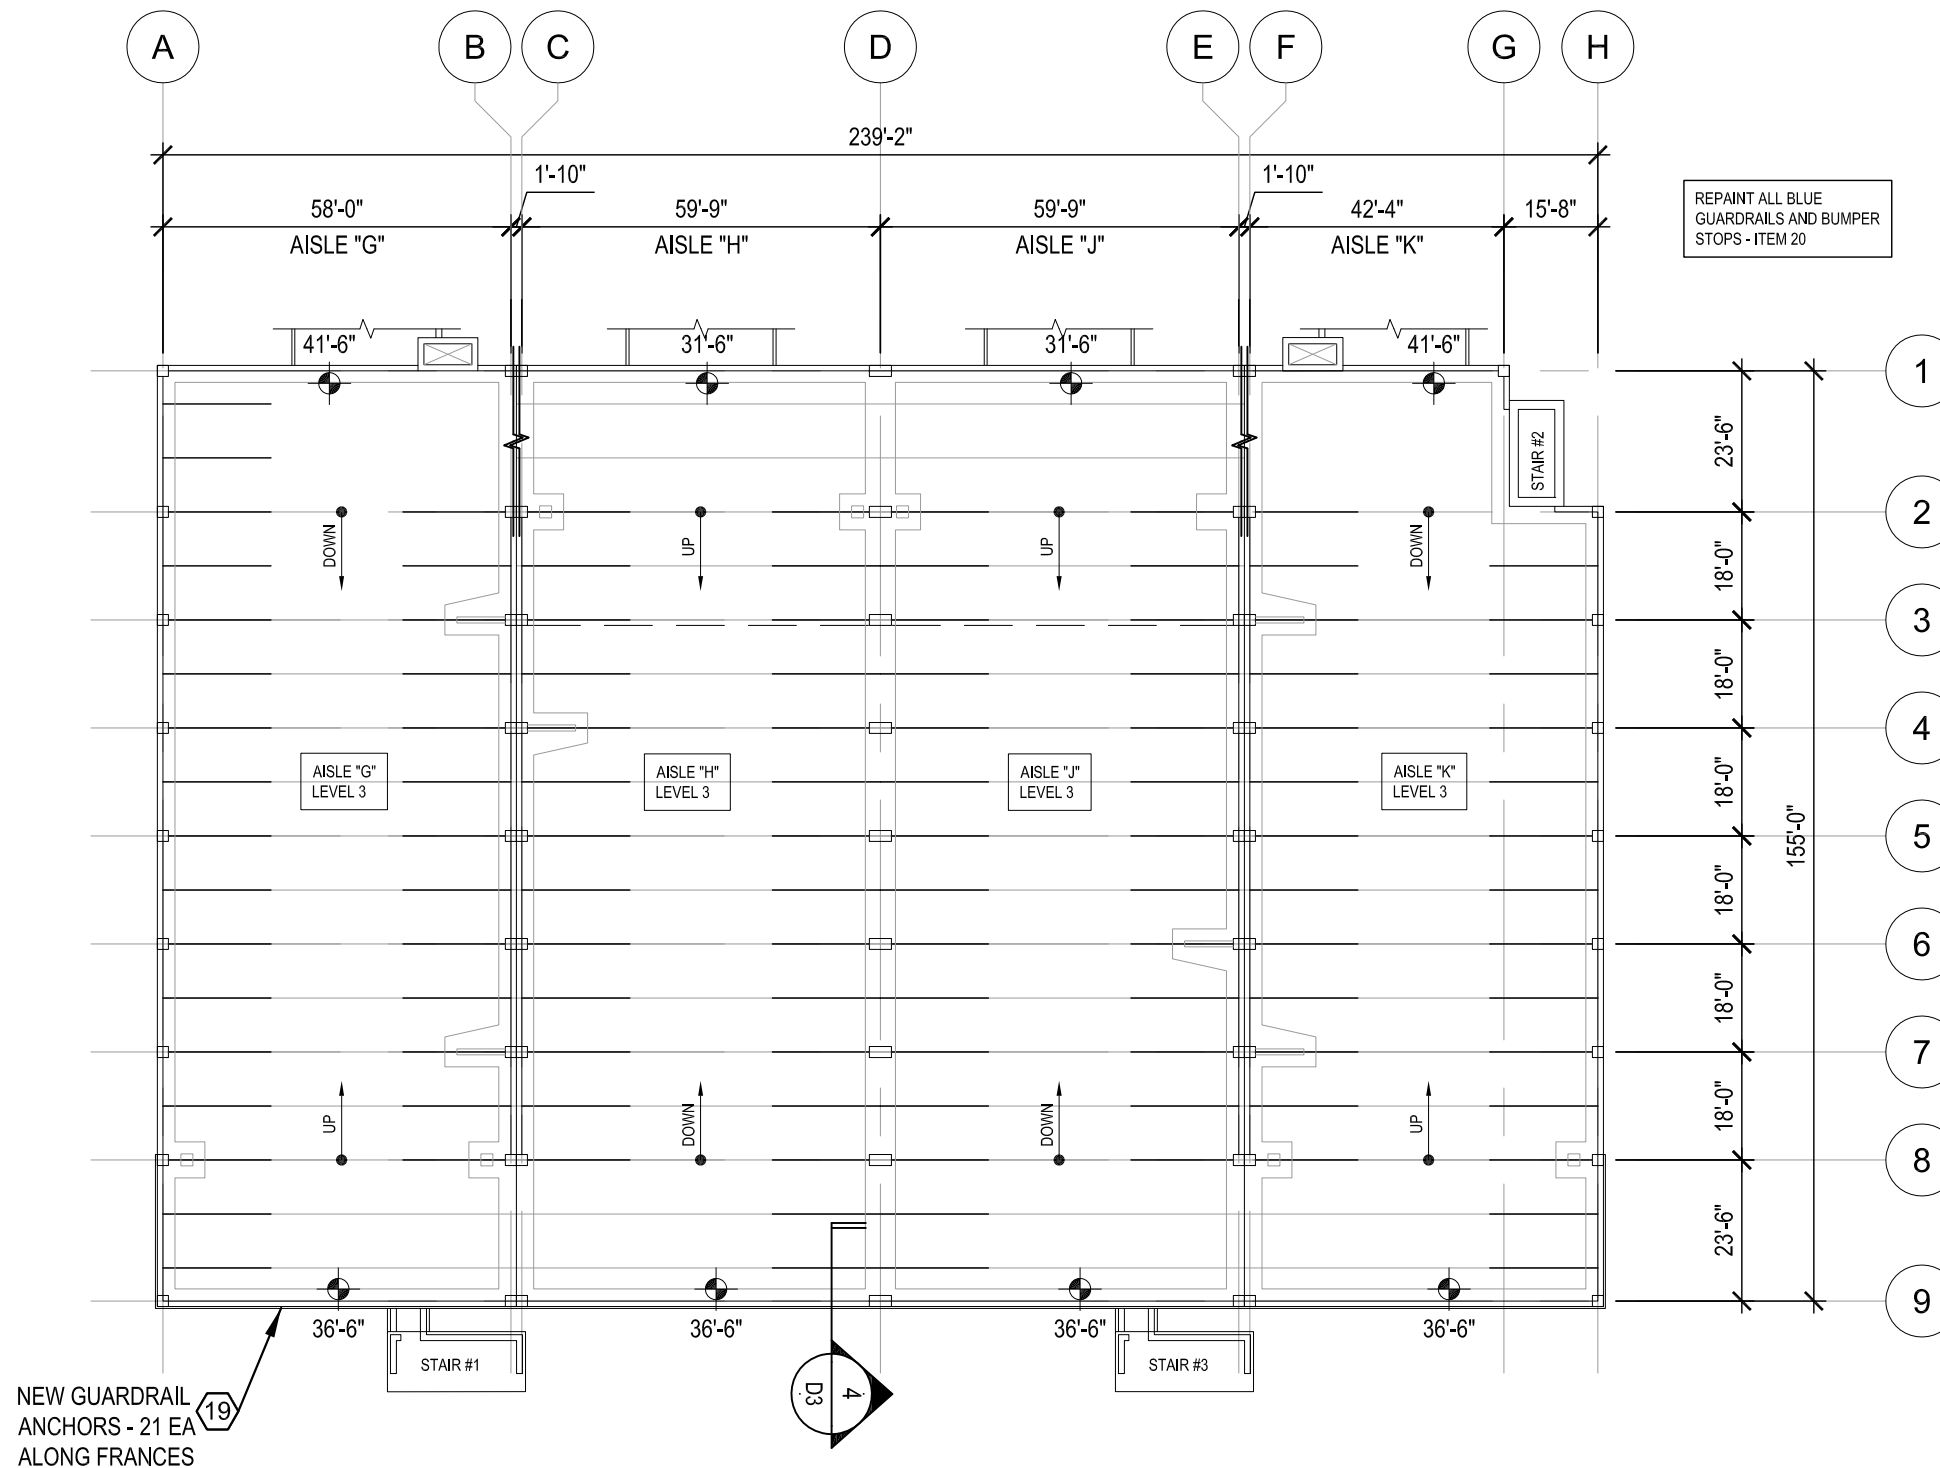 A B C D E F G H
239'-2"
1'-10" 1'-10"
58'-0" 59'-9" 59'-9" 42'-4" 15'-8"
AISLE "G" AISLE "H" AISLE "J" AISLE "K"
REPAINT ALL BLUE
GUARDRAILS AND BUMPER
STOPS - ITEM 20
41'-6" 31'-6" 31'-6" 41'-6"
1
23'-6"
STAIR #2
2
DOWN UP UP DOWN
18'-0"
3
18'-0"
4
AISLE "G"
LEVEL 3
AISLE "H"
LEVEL 3
AISLE "J"
LEVEL 3
AISLE "K"
LEVEL 3
18'-0"
155'-0"
5
18'-0"
6
18'-0"
7
UP DOWN DOWN UP
18'-0"
8
23'-6"
9
36'-6" 36'-6" 36'-6" 36'-6"
STAIR #1
STAIR #3
4
D3
NEW GUARDRAIL
ANCHORS - 21 EA
ALONG FRANCES
19